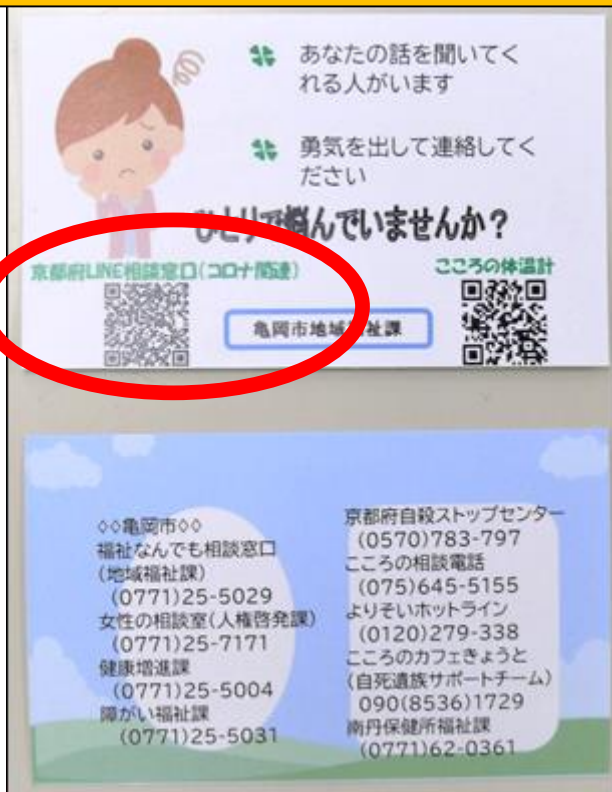 あなたの話を聞いてく
れる人がいます
勇気を出して連絡してく
ださい
ひとりで悩んでいませんか？
京都府LINE相談窓口(コロナ関連)
こころの体温計
亀岡市地域福祉課
◇◇亀岡市◇◇
福祉なんでも相談窓口
(地域福祉課)
(0771)25-5029
女性の相談室(人権啓発課)
(0771)25-7171
健康増進課
(0771)25-5004
障がい福祉課
(0771)25-5031
京都府自殺ストップセンター
(0570)783-797
こころの相談電話
(075)645-5155
よりそいホットライン
(0120)279-338
こころのカフェきょうと
(自死遺族サポートチーム)
090(8536)1729
南丹保健所福祉課
(0771)62-0361